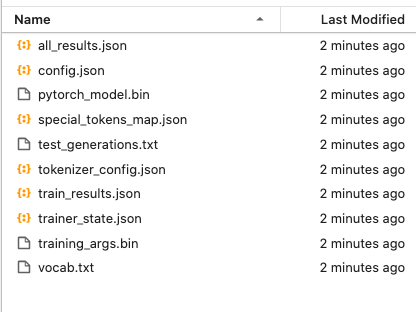 Name Last Modified
all_results.json 2 minutes ago
config.json 2 minutes ago
pytorch_model.bin 2 minutes ago
special_tokens_map.json 2 minutes ago
test_generations.txt 2 minutes ago
tokenizer_config.json 2 minutes ago
train_results.json 2 minutes ago
trainer_state.json 2 minutes ago
training_args.bin 2 minutes ago
vocab.txt 2 minutes ago